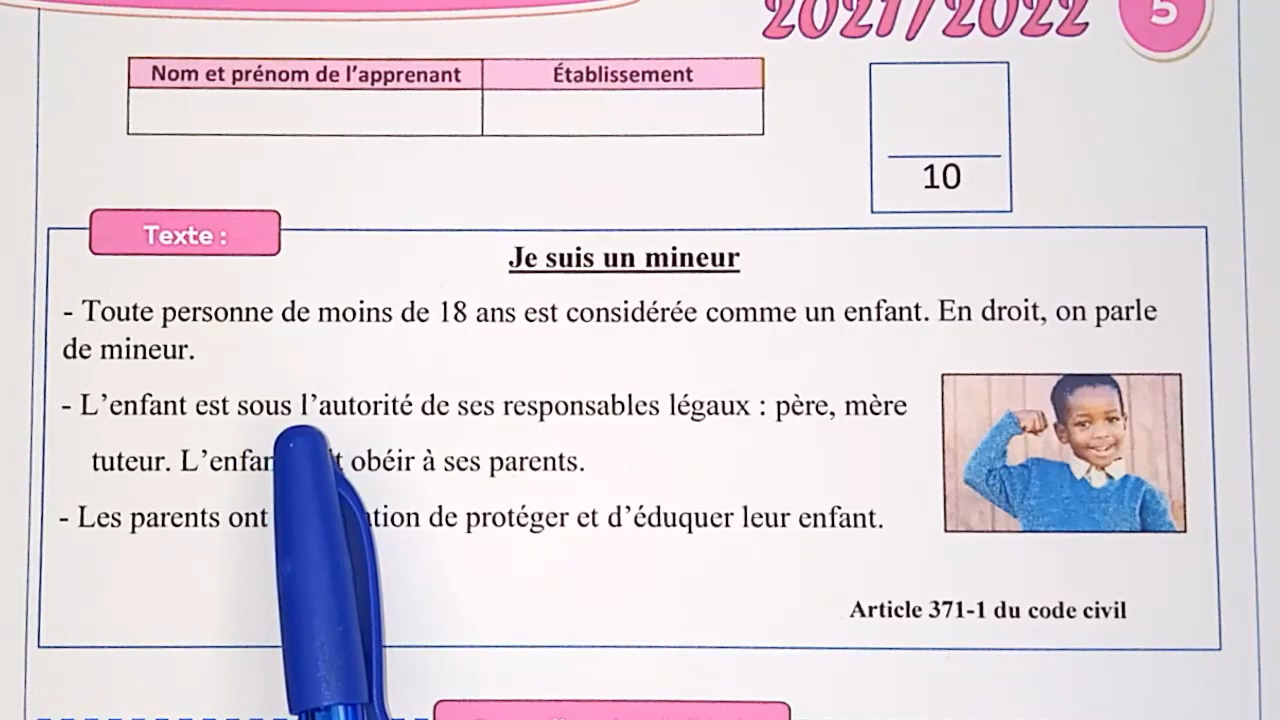 2021/2022 5
Nom et prénom de l'apprenant Établissement
10
Texte :
Je suis un mineur
- Toute personne de moins de 18 ans est considérée comme un enfant. En droit, on parle
de mineur.
- L'enfant est sous l'autorité de ses responsables légaux : père, mère
tuteur. L'enfant obéir à ses parents.
- Les parents ont de protéger et d'éduquer leur enfant.
Article 371-1 du code civil